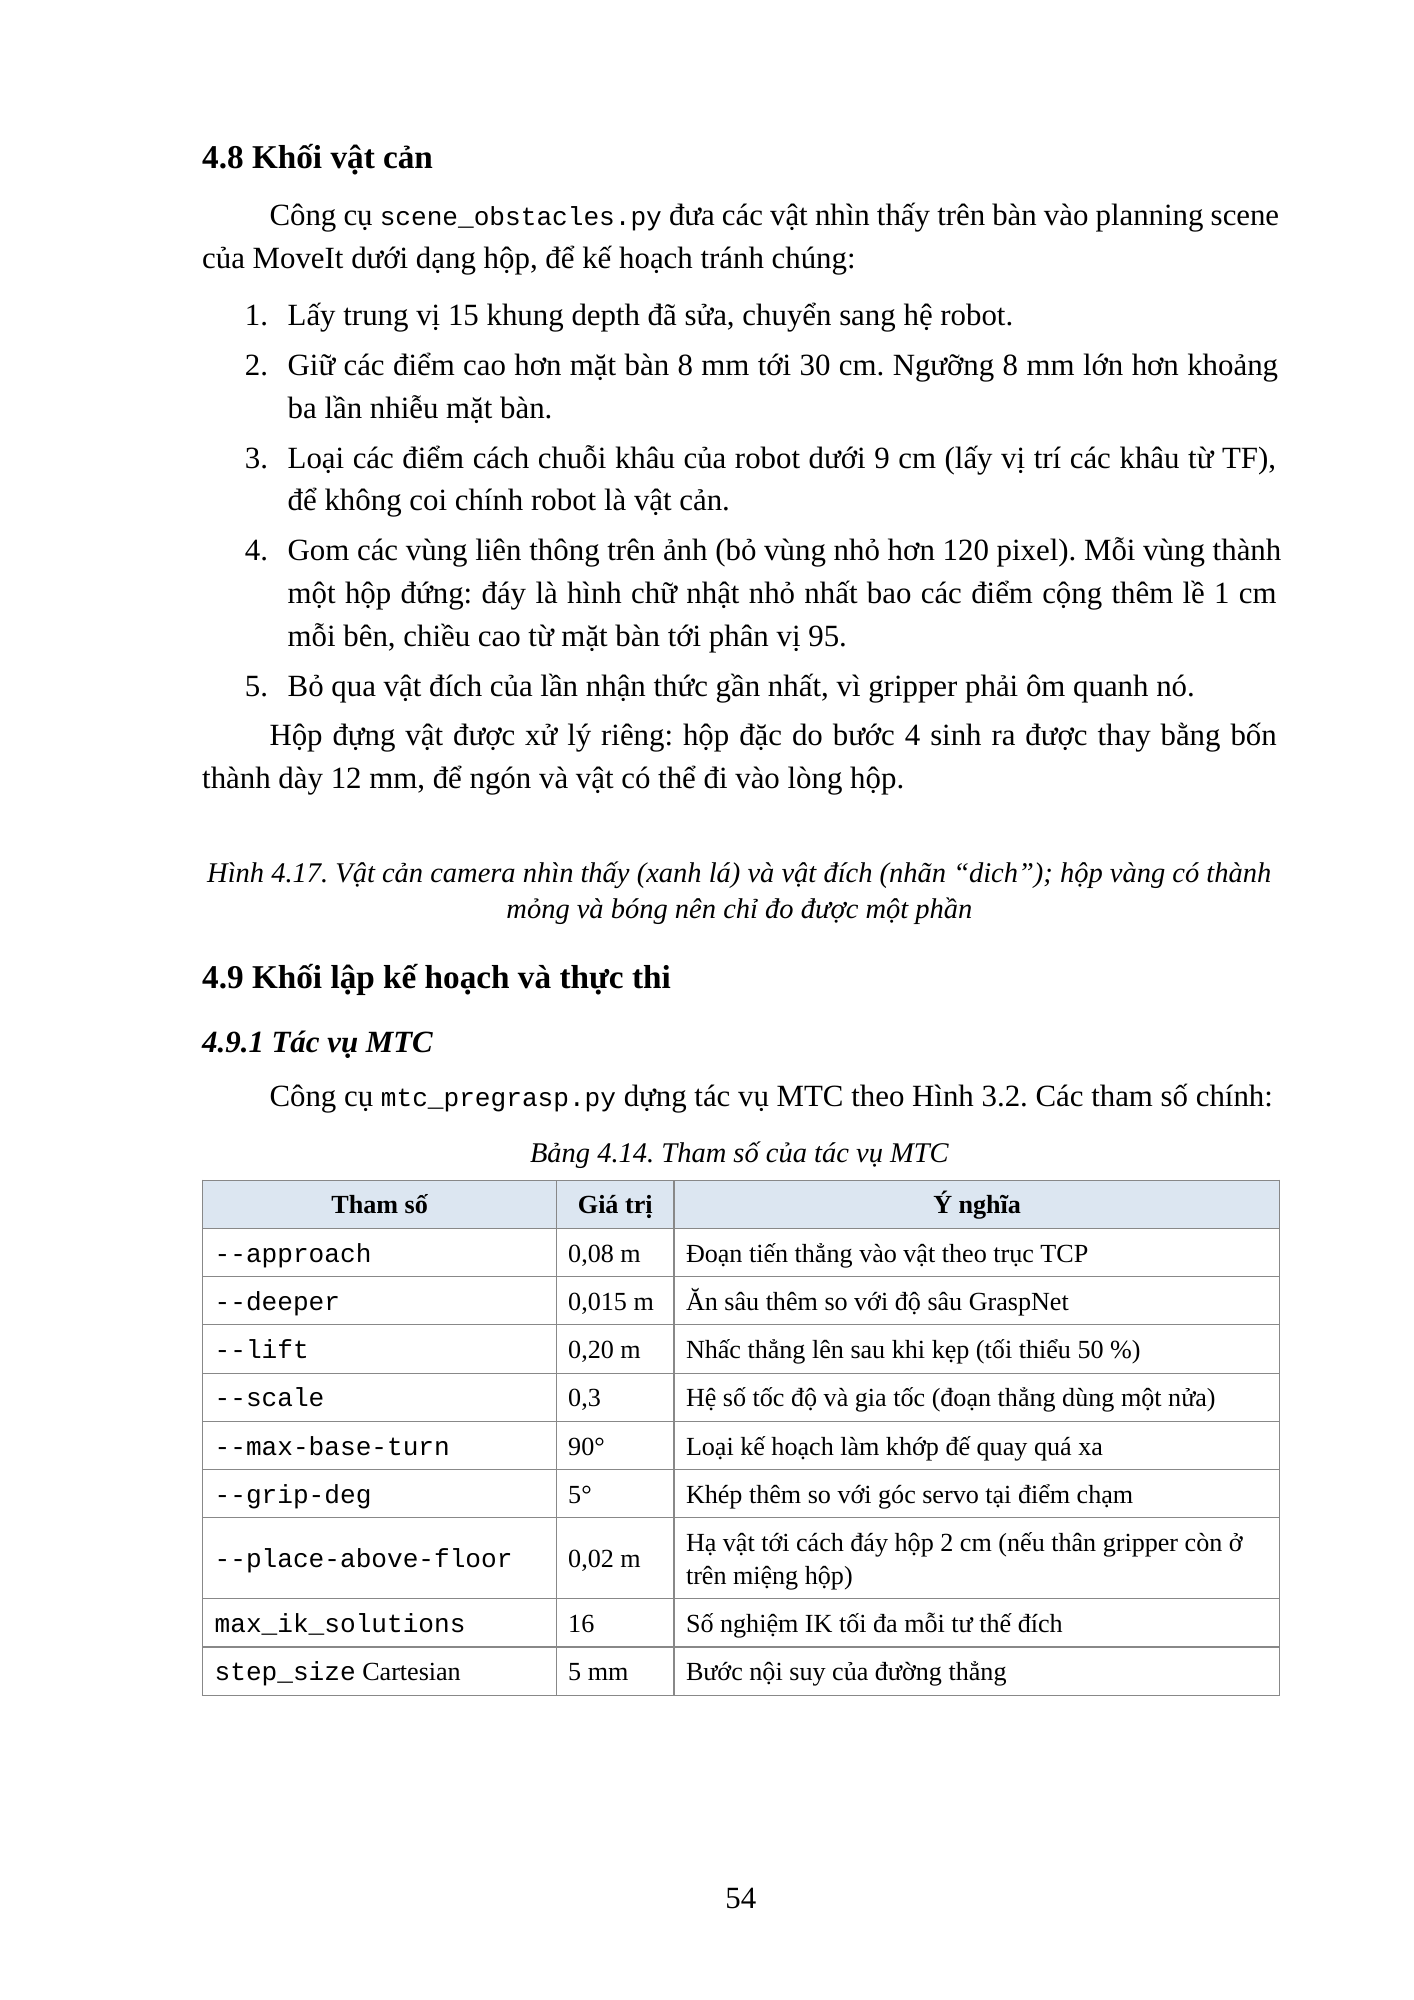 4.8 Khối vật cản
Công cụ scene_obstacles.py đưa các vật nhìn thấy trên bàn vào planning scene
của MoveIt dưới dạng hộp, để kế hoạch tránh chúng:
1. Lấy trung vị 15 khung depth đã sửa, chuyển sang hệ robot.
2. Giữ các điểm cao hơn mặt bàn 8 mm tới 30 cm. Ngưỡng 8 mm lớn hơn khoảng
ba lần nhiễu mặt bàn.
3. Loại các điểm cách chuỗi khâu của robot dưới 9 cm (lấy vị trí các khâu từ TF),
để không coi chính robot là vật cản.
4. Gom các vùng liên thông trên ảnh (bỏ vùng nhỏ hơn 120 pixel). Mỗi vùng thành
một hộp đứng: đáy là hình chữ nhật nhỏ nhất bao các điểm cộng thêm lề 1 cm
mỗi bên, chiều cao từ mặt bàn tới phân vị 95.
5. Bỏ qua vật đích của lần nhận thức gần nhất, vì gripper phải ôm quanh nó.
Hộp đựng vật được xử lý riêng: hộp đặc do bước 4 sinh ra được thay bằng bốn
thành dày 12 mm, để ngón và vật có thể đi vào lòng hộp.
Hình 4.17. Vật cản camera nhìn thấy (xanh lá) và vật đích (nhãn “dich”); hộp vàng có thành
mỏng và bóng nên chỉ đo được một phần
4.9 Khối lập kế hoạch và thực thi
4.9.1 Tác vụ MTC
Công cụ mtc_pregrasp.py dựng tác vụ MTC theo Hình 3.2. Các tham số chính:
Bảng 4.14. Tham số của tác vụ MTC
Tham số Giá trị Ý nghĩa
--approach 0,08 m Đoạn tiến thẳng vào vật theo trục TCP
--deeper 0,015 m Ăn sâu thêm so với độ sâu GraspNet
--lift 0,20 m Nhấc thẳng lên sau khi kẹp (tối thiểu 50 %)
--scale 0,3 Hệ số tốc độ và gia tốc (đoạn thẳng dùng một nửa)
--max-base-turn 90° Loại kế hoạch làm khớp đế quay quá xa
--grip-deg 5° Khép thêm so với góc servo tại điểm chạm
--place-above-floor 0,02 m Hạ vật tới cách đáy hộp 2 cm (nếu thân gripper còn ở
trên miệng hộp)
max_ik_solutions 16 Số nghiệm IK tối đa mỗi tư thế đích
step_size Cartesian 5 mm Bước nội suy của đường thẳng
54